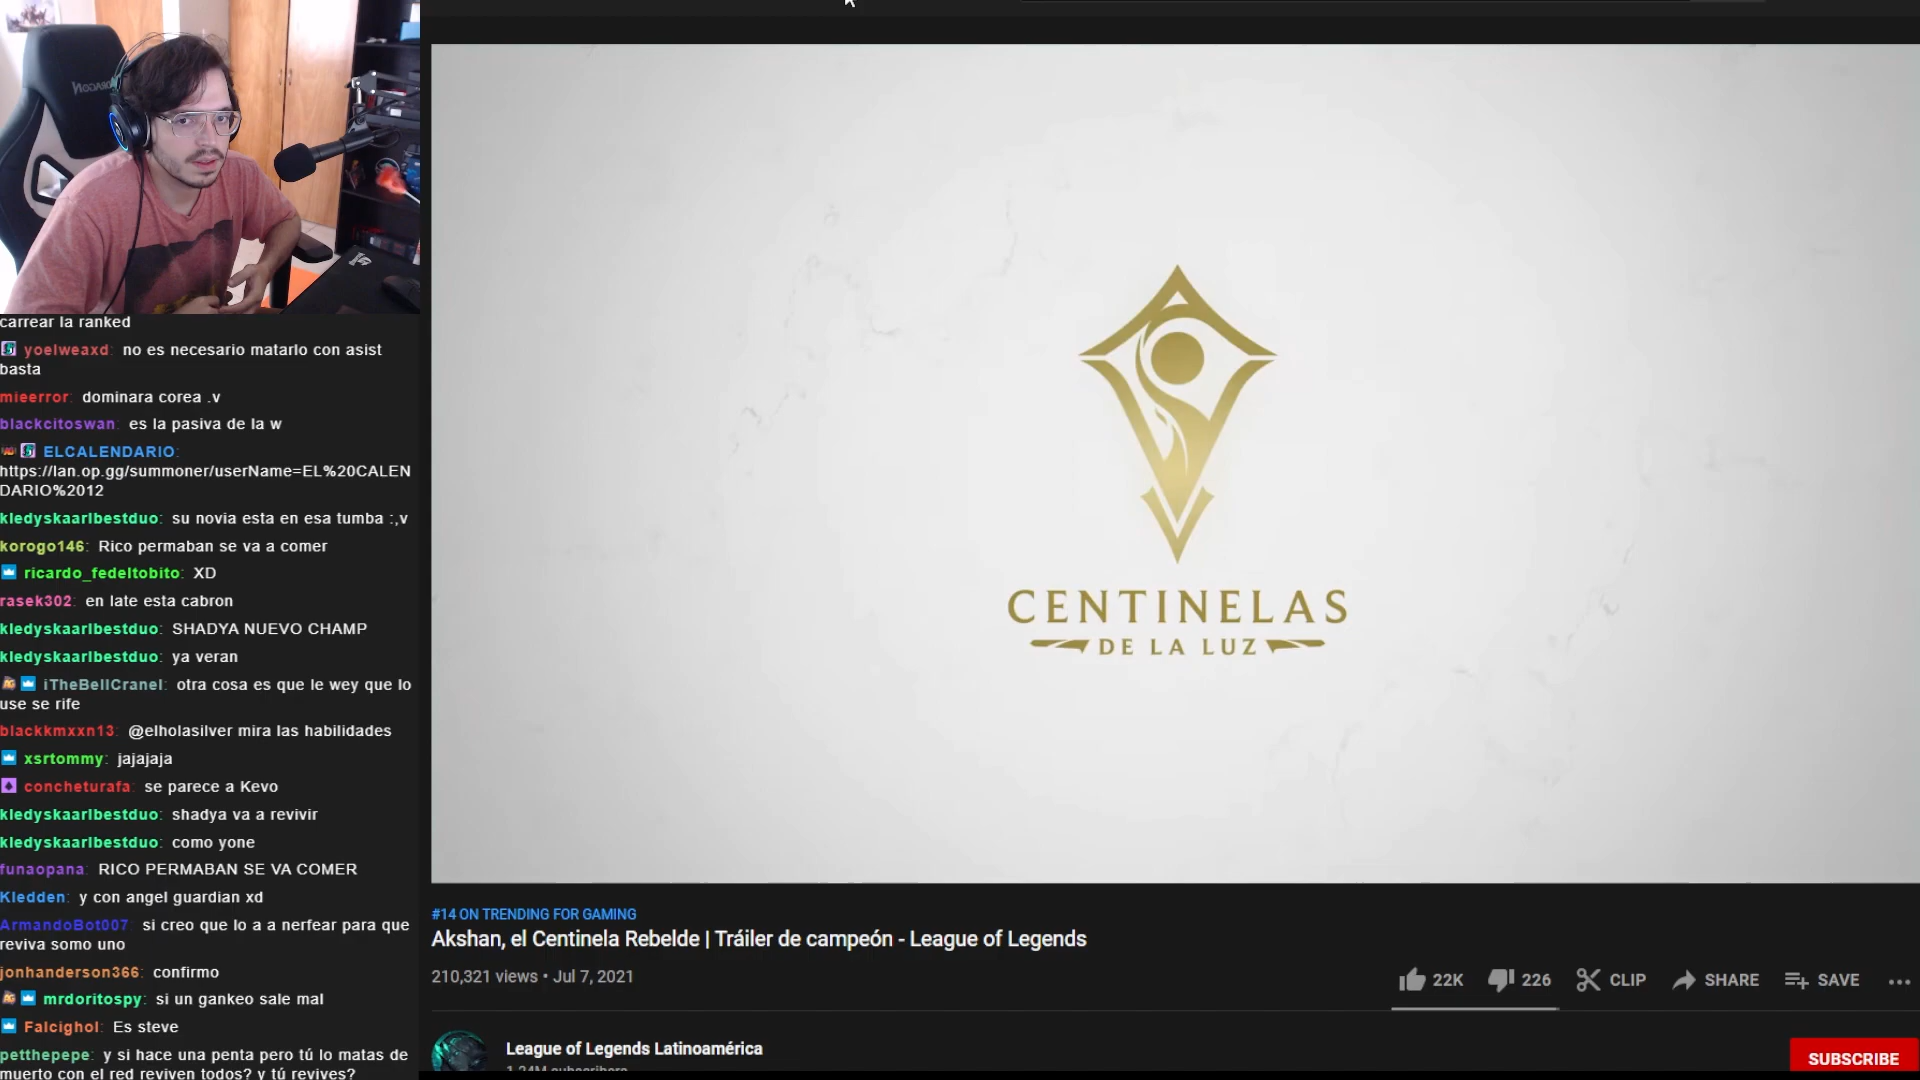 carrear la ranked
yoelweaxd: no es necesario matarlo con asist
basta
mieerror: dominara corea .v
blackcitoswan: es la pasiva de la w
ELCALENDARIO:
https://lan.op.gg/summoner/userName=EL%20CALEN
DARIO%2012
kledyskaarlbestduo: su novia esta en esa tumba :,v
korogo146: Rico permaban se va a comer
ricardo_fedeltobito: XD
rasek302: en late esta cabron
kledyskaarlbestduo: SHADYA NUEVO CHAMP
kledyskaarlbestduo: ya veran
iTheBellCranel: otra cosa es que le wey que lo
use se rife
blackkmxxn13: @elholasilver mira las habilidades
xsrtommy: jajajaja
concheturafa: se parece a Kevo
kledyskaarlbestduo: shadya va a revivir
kledyskaarlbestduo: como yone
funaopana: RICO PERMABAN SE VA COMER
Kledden: y con angel guardian xd
ArmandoBot007: si creo que lo a a nerfear para que
reviva somo uno
jonhanderson366: confirmo
mrdoritospy: si un gankeo sale mal
Falcighol: Es steve
petthepepe: y si hace una penta pero tú lo matas de
muerto con el red reviven todos? y tú revives?
CENTINELAS
DE LA LUZ
#14 ON TRENDING FOR GAMING
Akshan, el Centinela Rebelde | Tráiler de campeón - League of Legends
210,321 views • Jul 7, 2021
22K
226
CLIP
SHARE
SAVE
League of Legends Latinoamérica
1.24M subscribers
SUBSCRIBE